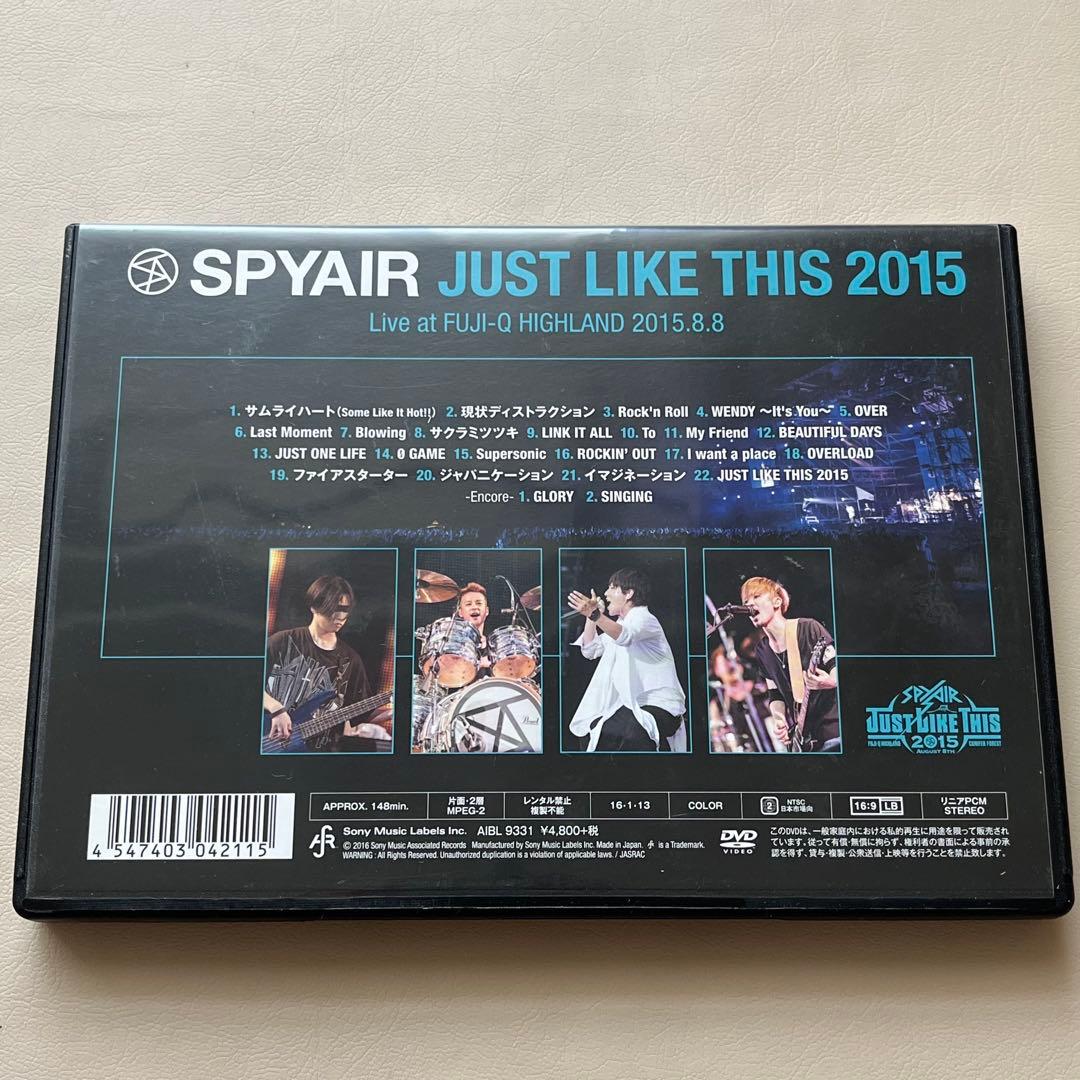 SPYAIR JUST LIKE THIS 2015
Live at FUJI-Q HIGHLAND 2015.8.8
1. サムライハート(Some Like It Hot!!) 2. 現状ディストラクション 3. Rock'n Roll 4. WENDY 〜It's You〜 5. OVER
6. Last Moment 7. Blowing 8. サクラミツツキ 9. LINK IT ALL 10. To 11. My Friend 12. BEAUTIFUL DAYS
13. JUST ONE LIFE 14. 0 GAME 15. Supersonic 16. ROCKIN' OUT 17. I want a place 18. OVERLOAD
19. ファイアスターター 20. ジャパニケーション 21. イマジネーション 22. JUST LIKE THIS 2015
-Encore- 1. GLORY 2. SINGING
Pearl
SPYAIR
JUST LIKE THIS
FUJI-Q HIGHLAND 2015 CONIFER FOREST
AUGUST 8TH
4 547403 042115
APPROX. 148min.
片面・2層
MPEG-2
レンタル禁止
複製不能
16・1・13
COLOR
2 NTSC
日本市場向
16:9 LB
リニアPCM
STEREO
Sony Music Labels Inc. AIBL 9331 ¥4,800+税
© 2016 Sony Music Associated Records Manufactured by Sony Music Labels Inc. Made in Japan. is a Trademark.
WARNING : All Rights Reserved. Unauthorized duplication is a violation of applicable laws. / JASRAC
DVD
VIDEO
このDVDは、一般家庭内における私的再生に用途を限って販売され
ています。従って有償・無償に拘らず、権利者の書面による事前の承
認を得ず、貸与・複製・公衆送信・上映等を行うことを禁止致します。